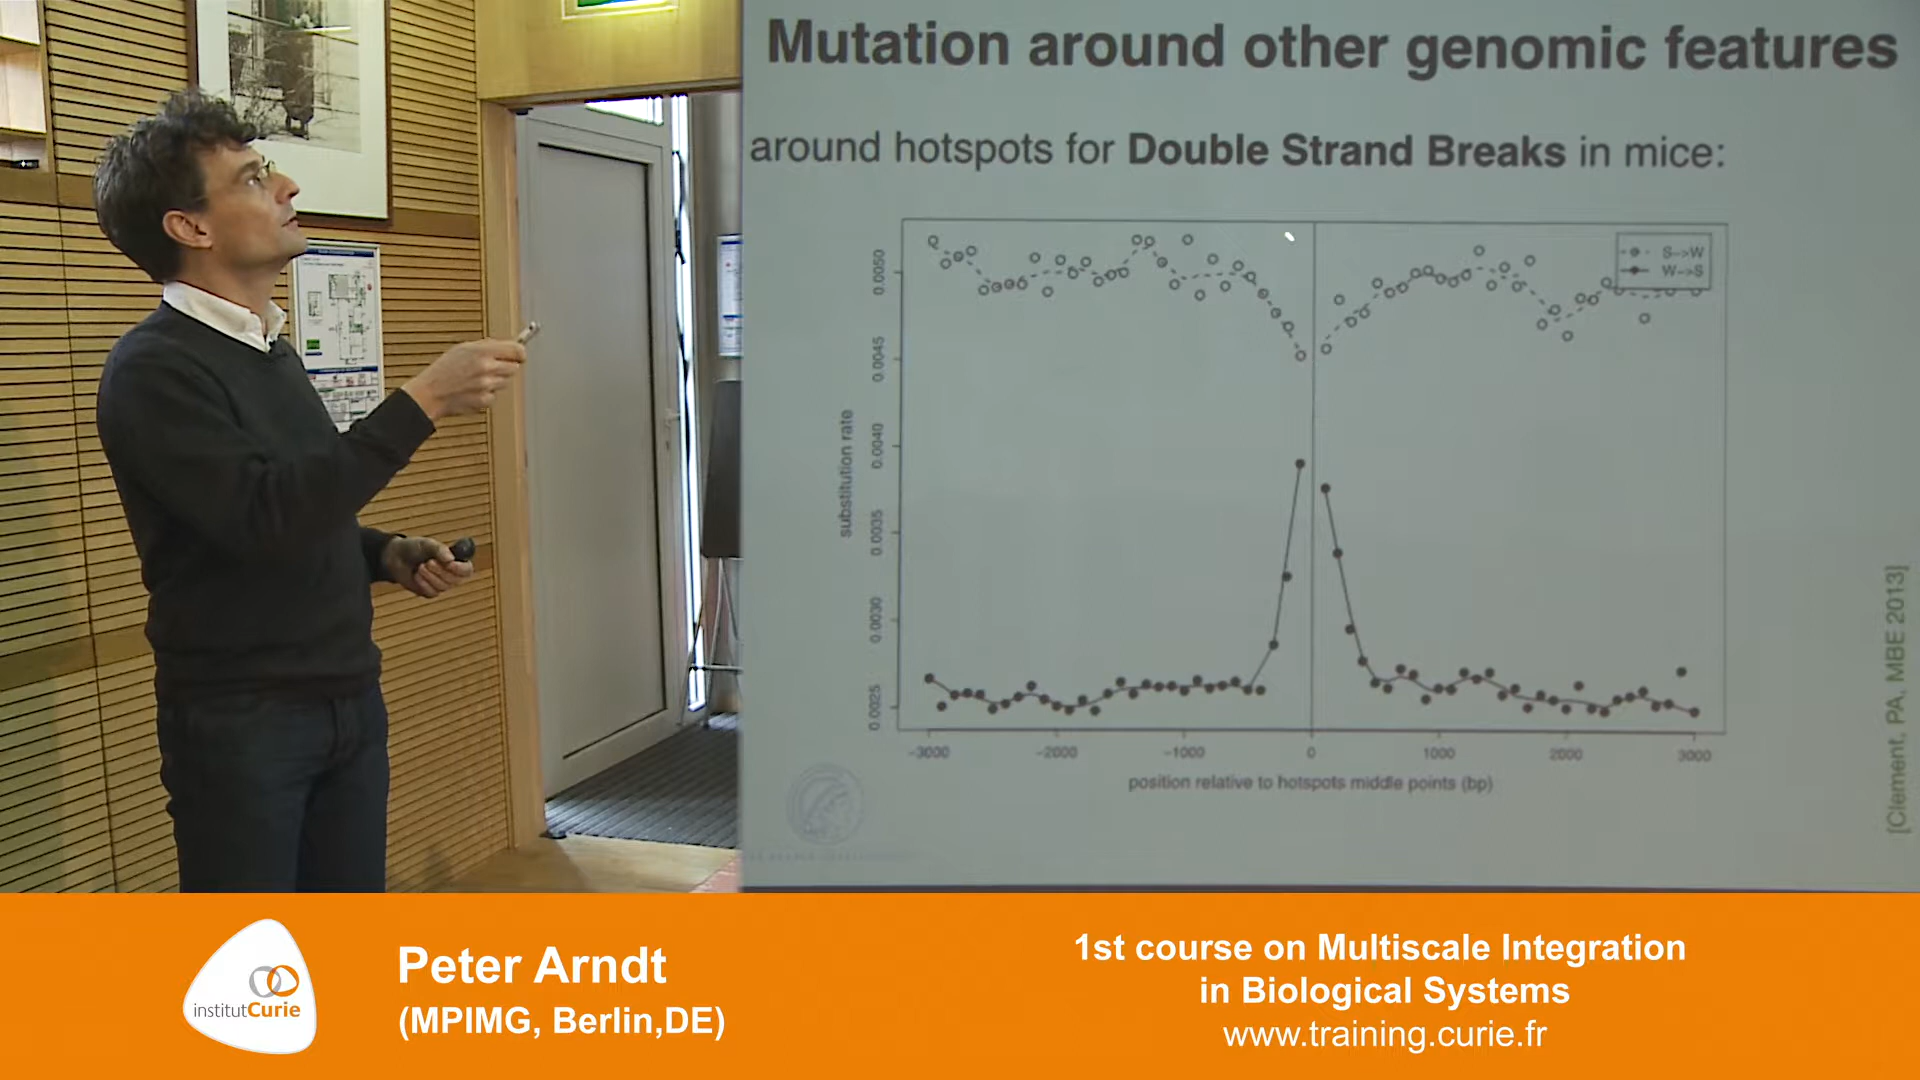 Mutation around other genomic features
around hotspots for Double Strand Breaks in mice:
S->W
W->S
substitution rate
0.0050
0.0045
0.0040
0.0035
0.0030
0.0025
-3000 -2000 -1000 0 1000 2000 3000
position relative to hotspots middle points (bp)
[Clement, PA, MBE 2013]
institutCurie
Peter Arndt
(MPIMG, Berlin,DE)
1st course on Multiscale Integration
in Biological Systems
www.training.curie.fr